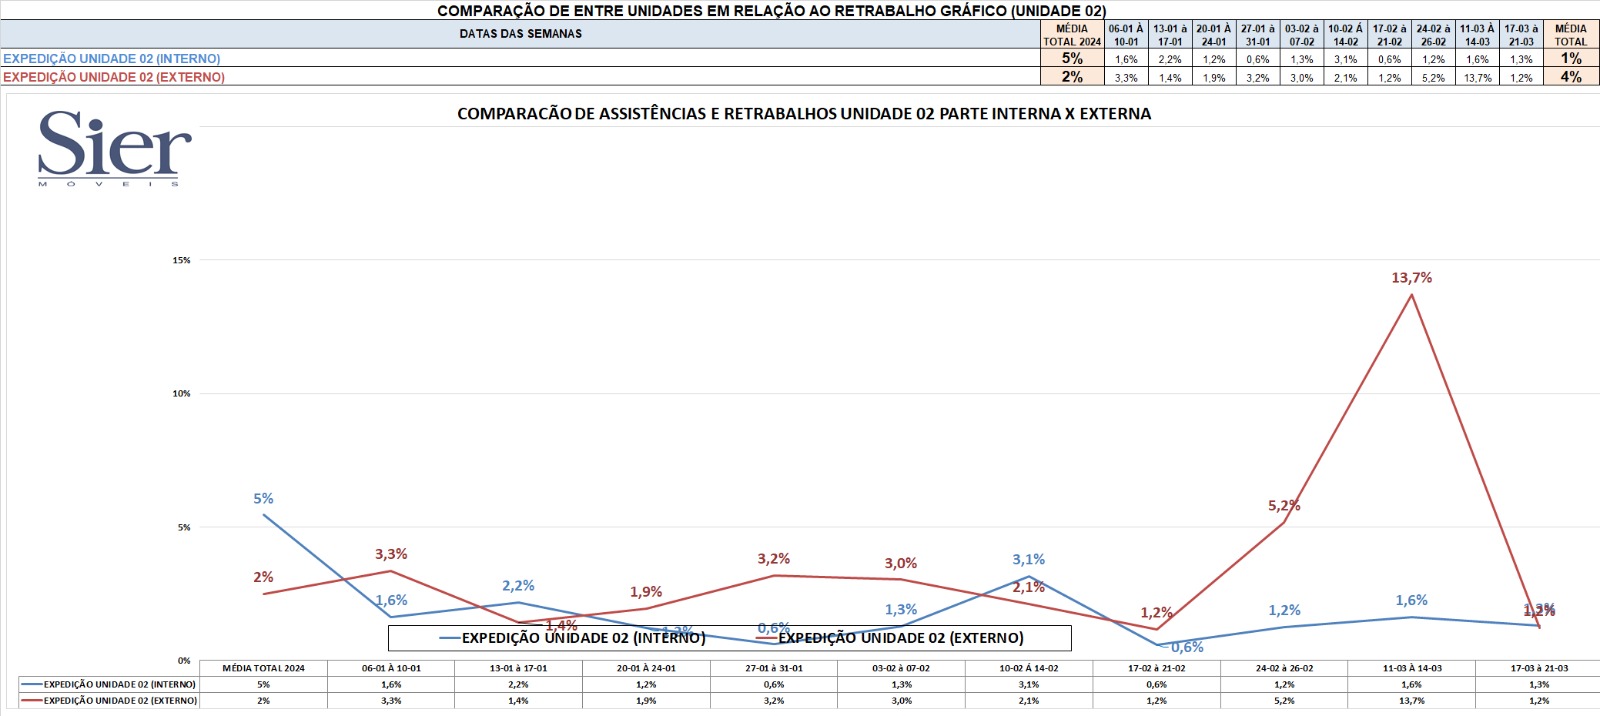 COMPARAÇÃO DE ENTRE UNIDADES EM RELAÇÃO AO RETRABALHO GRÁFICO (UNIDADE 02)
DATAS DAS SEMANAS MÉDIA TOTAL 2024 06-01 À 10-01 13-01 à 17-01 20-01 À 24-01 27-01 à 31-01 03-02 à 07-02 10-02 Á 14-02 17-02 à 21-02 24-02 à 26-02 11-03 À 14-03 17-03 à 21-03 MÉDIA TOTAL
EXPEDIÇÃO UNIDADE 02 (INTERNO) 5% 1,6% 2,2% 1,2% 0,6% 1,3% 3,1% 0,6% 1,2% 1,6% 1,3% 1%
EXPEDIÇÃO UNIDADE 02 (EXTERNO) 2% 3,3% 1,4% 1,9% 3,2% 3,0% 2,1% 1,2% 5,2% 13,7% 1,2% 4%
COMPARACÃO DE ASSISTÊNCIAS E RETRABALHOS UNIDADE 02 PARTE INTERNA X EXTERNA
Sier
MÓVEIS
15%
13,7%
10%
5%
5% 5,2%
3,3% 3,2% 3,0% 3,1%
2% 1,6% 2,2% 1,9% 1,3% 2,1% 1,2% 1,2% 1,6% 1,3% 1,2%
1,4% 1,2% 0,6% 0,6%
EXPEDIÇÃO UNIDADE 02 (INTERNO) EXPEDIÇÃO UNIDADE 02 (EXTERNO)
0%
MÉDIA TOTAL 2024 06-01 À 10-01 13-01 à 17-01 20-01 À 24-01 27-01 à 31-01 03-02 à 07-02 10-02 Á 14-02 17-02 à 21-02 24-02 à 26-02 11-03 À 14-03 17-03 à 21-03
EXPEDIÇÃO UNIDADE 02 (INTERNO) 5% 1,6% 2,2% 1,2% 0,6% 1,3% 3,1% 0,6% 1,2% 1,6% 1,3%
EXPEDIÇÃO UNIDADE 02 (EXTERNO) 2% 3,3% 1,4% 1,9% 3,2% 3,0% 2,1% 1,2% 5,2% 13,7% 1,2%